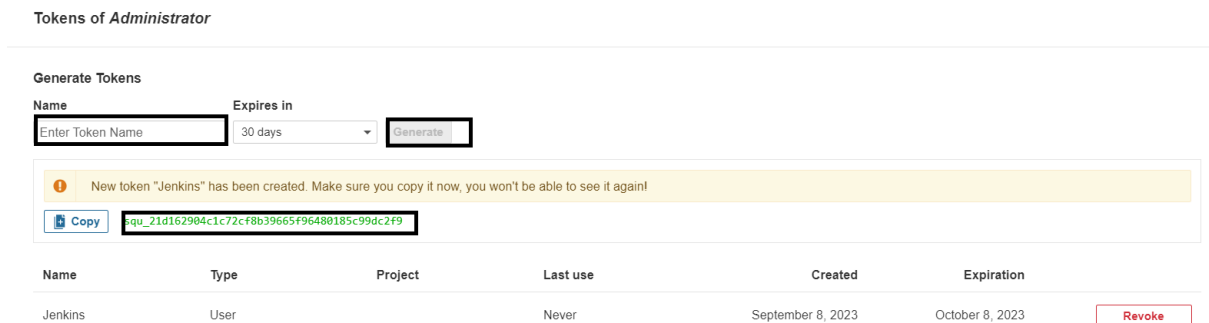 Tokens of Administrator
Generate Tokens
Name Expires in
Enter Token Name 30 days Generate
New token "Jenkins" has been created. Make sure you copy it now, you won't be able to see it again!
Copy squ_21d162904c1c72cf8b39665f96480185c99dc2f9
Name Type Project Last use Created Expiration
Jenkins User Never September 8, 2023 October 8, 2023 Revoke